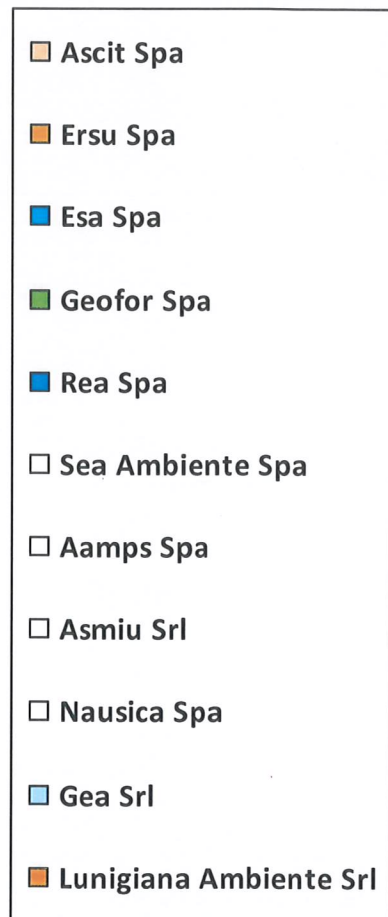 Ascit Spa
Ersu Spa
Esa Spa
Geofor Spa
Rea Spa
Sea Ambiente Spa
Aamps Spa
Asmiu Srl
Nausica Spa
Gea Srl
Lunigiana Ambiente Srl